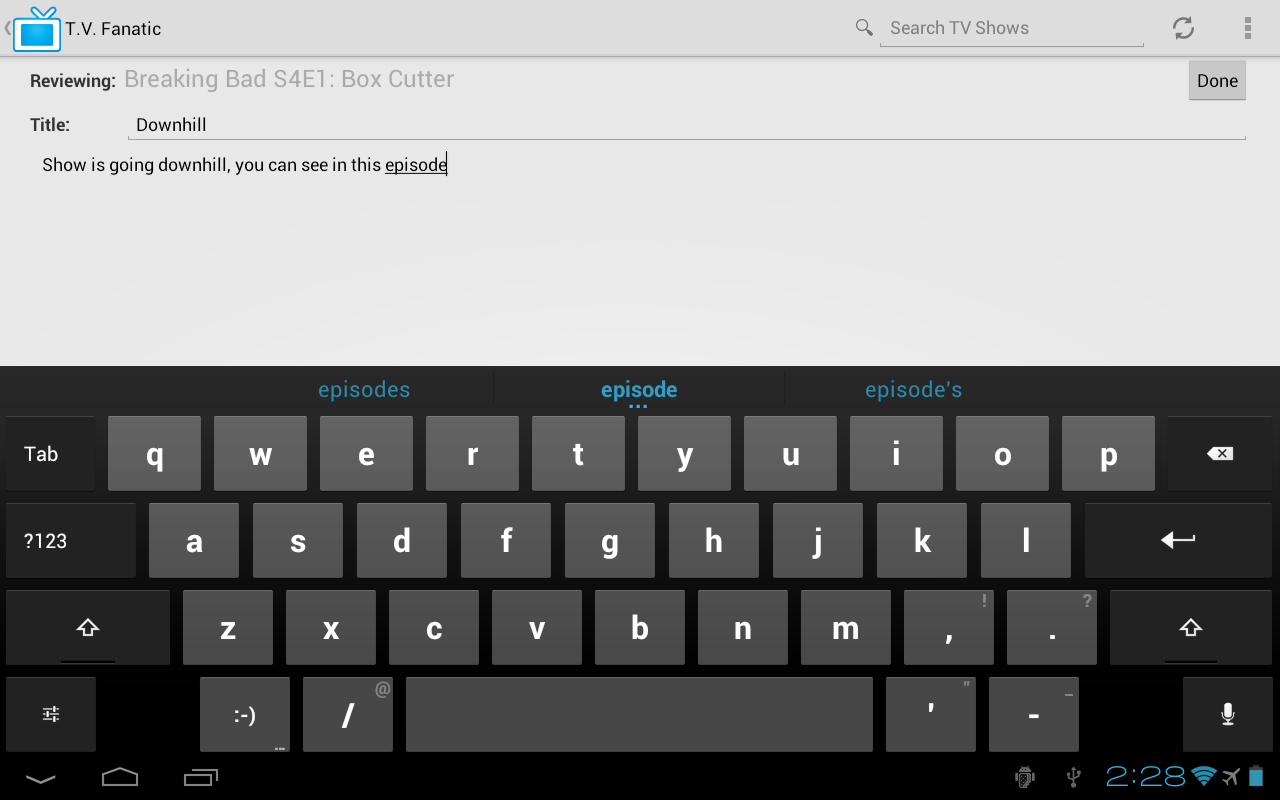 T.V. Fanatic
Search TV Shows
Reviewing: Breaking Bad S4E1: Box Cutter
Done
Title: Downhill
Show is going downhill, you can see in this episode
episodes episode episode's
Tab q w e r t y u i o p
?123 a s d f g h j k l
z x c v b n m , ! . ?
:-) ... / @ ' " - _
2:28